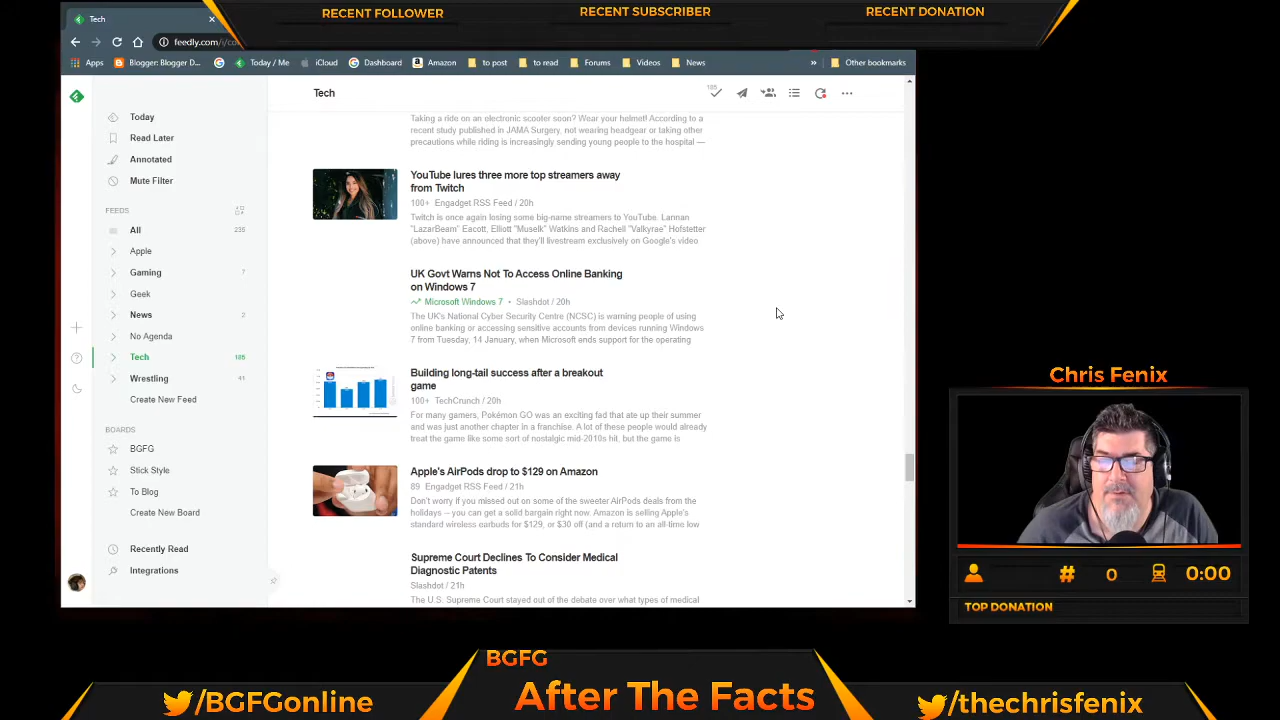 RECENT FOLLOWER
RECENT SUBSCRIBER
RECENT DONATION
Tech
feedly.com/i/co
Apps
Blogger: Blogger D...
Today / Me
iCloud
Dashboard
Amazon
to post
to read
Forums
Videos
News
»
Other bookmarks
Tech
185
Today
Read Later
Annotated
Mute Filter
FEEDS
All 235
Apple
Gaming 7
Geek
News 2
No Agenda
Tech 185
Wrestling 41
Create New Feed
BOARDS
BGFG
Stick Style
To Blog
Create New Board
Recently Read
Integrations
Taking a ride on an electronic scooter soon? Wear your helmet! According to a
recent study published in JAMA Surgery, not wearing headgear or taking other
precautions while riding is increasingly sending young people to the hospital —
YouTube lures three more top streamers away
from Twitch
100+ Engadget RSS Feed / 20h
Twitch is once again losing some big-name streamers to YouTube. Lannan
"LazarBeam" Eacott, Elliott "Muselk" Watkins and Rachell "Valkyrae" Hofstetter
(above) have announced that they'll livestream exclusively on Google's video
UK Govt Warns Not To Access Online Banking
on Windows 7
Microsoft Windows 7 • Slashdot / 20h
The UK's National Cyber Security Centre (NCSC) is warning people of using
online banking or accessing sensitive accounts from devices running Windows
7 from Tuesday, 14 January, when Microsoft ends support for the operating
Building long-tail success after a breakout
game
100+ TechCrunch / 20h
For many gamers, Pokémon GO was an exciting fad that ate up their summer
and was just another chapter in a franchise. A lot of these people would already
treat the game like some sort of nostalgic mid-2010s hit, but the game is
Apple's AirPods drop to $129 on Amazon
89 Engadget RSS Feed / 21h
Don't worry if you missed out on some of the sweeter AirPods deals from the
holidays -- you can get a solid bargain right now. Amazon is selling Apple's
standard wireless earbuds for $129, or $30 off (and a return to an all-time low
Supreme Court Declines To Consider Medical
Diagnostic Patents
Slashdot / 21h
The U.S. Supreme Court stayed out of the debate over what types of medical
Chris Fenix
# 0 0:00
TOP DONATION
BGFG
After The Facts
/BGFGonline
/thechrisfenix